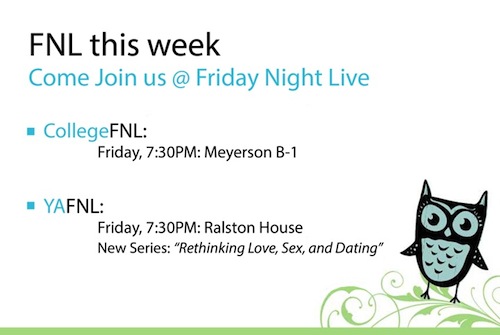 FNL this week
Come Join us @ Friday Night Live
CollegeFNL:
Friday, 7:30PM: Meyerson B-1
YAFNL:
Friday, 7:30PM: Ralston House
New Series: “Rethinking Love, Sex, and Dating”